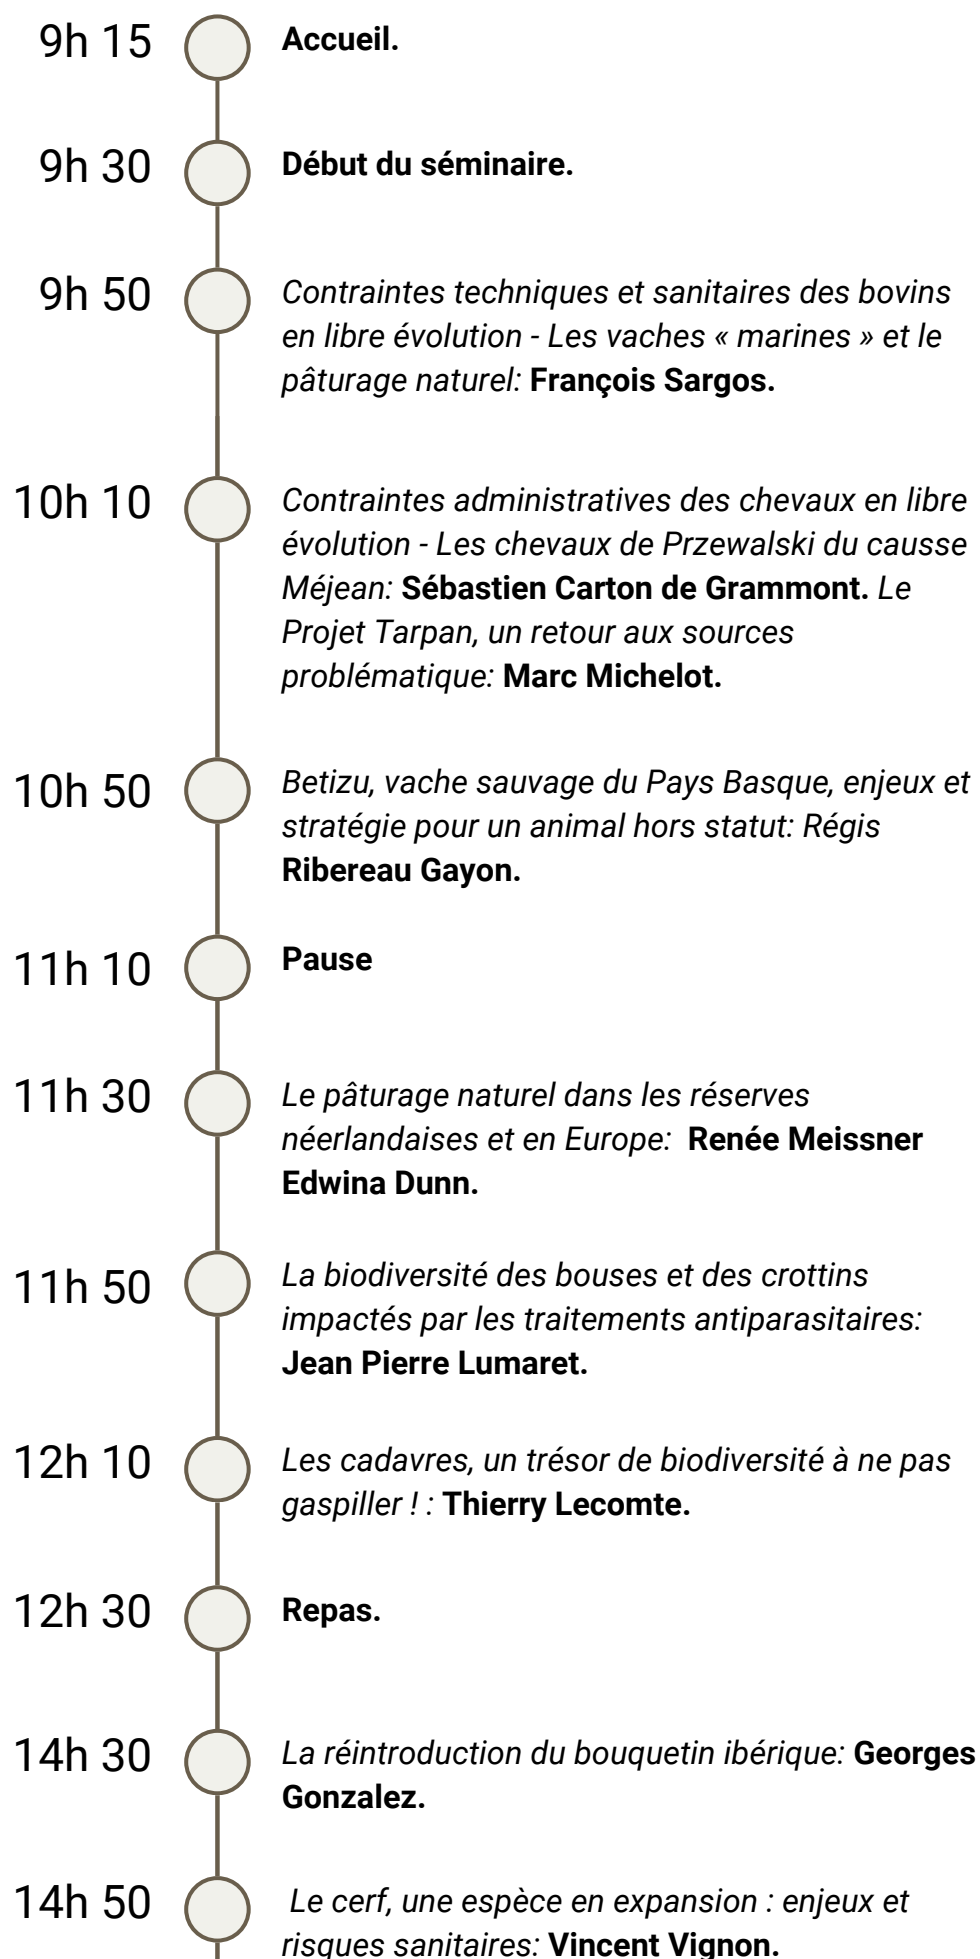 9h 15
Accueil.
9h 30
Début du séminaire.
9h 50
Contraintes techniques et sanitaires des bovins
en libre évolution - Les vaches « marines » et le
pâturage naturel: François Sargos.
10h 10
Contraintes administratives des chevaux en libre
évolution - Les chevaux de Przewalski du causse
Méjean: Sébastien Carton de Grammont. Le
Projet Tarpan, un retour aux sources
problématique: Marc Michelot.
10h 50
Betizu, vache sauvage du Pays Basque, enjeux et
stratégie pour un animal hors statut: Régis
Ribereau Gayon.
11h 10
Pause
11h 30
Le pâturage naturel dans les réserves
néerlandaises et en Europe: Renée Meissner
Edwina Dunn.
11h 50
La biodiversité des bouses et des crottins
impactés par les traitements antiparasitaires:
Jean Pierre Lumaret.
12h 10
Les cadavres, un trésor de biodiversité à ne pas
gaspiller ! : Thierry Lecomte.
12h 30
Repas.
14h 30
La réintroduction du bouquetin ibérique: Georges
Gonzalez.
14h 50
Le cerf, une espèce en expansion : enjeux et
risques sanitaires: Vincent Vignon.